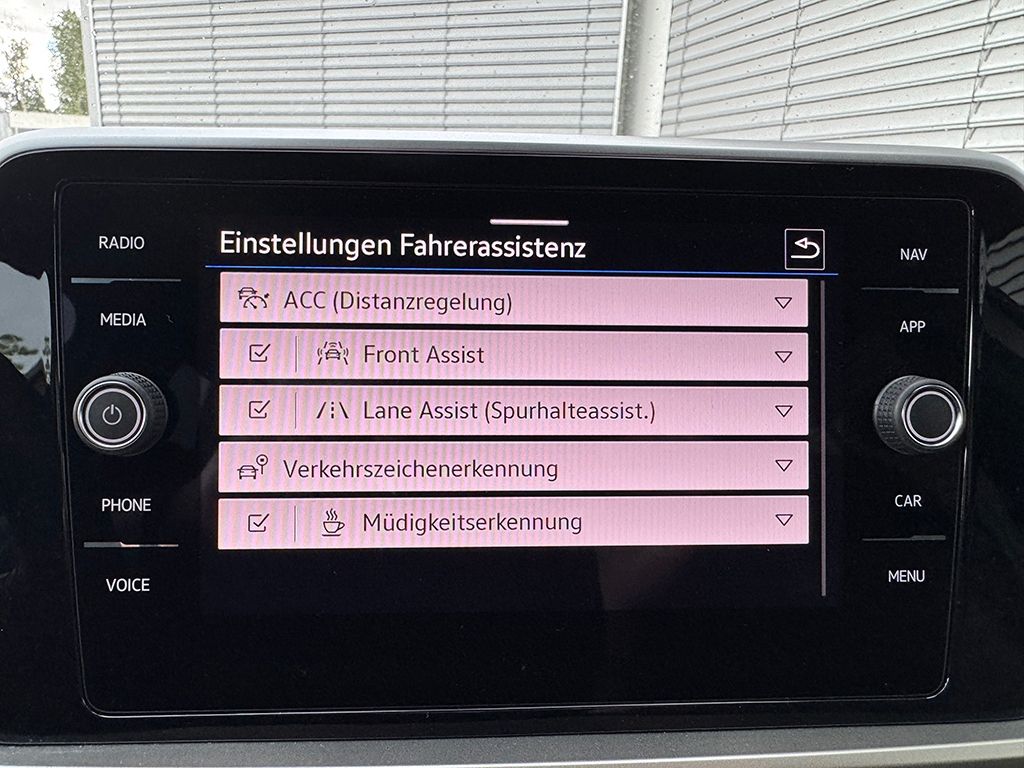 RADIO
MEDIA
PHONE
VOICE
Einstellungen Fahrerassistenz
ACC (Distanzregelung)
Front Assist
Lane Assist (Spurhalteassist.)
Verkehrszeichenerkennung
Müdigkeitserkennung
NAV
APP
CAR
MENU